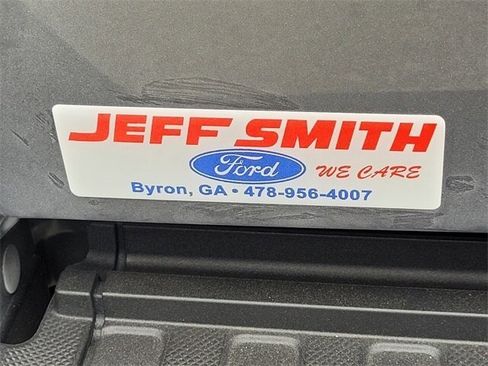 JEFF SMITH
Ford WE CARE
Byron, GA • 478-956-4007